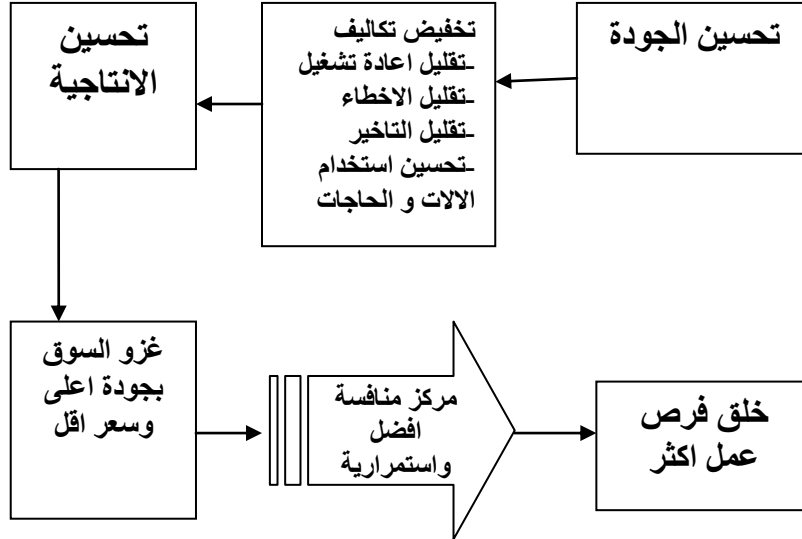 تحسين الجودة
تخفيض تكاليف
-تقليل اعادة تشغيل
-تقليل الاخطاء
-تقليل التاخير
-تحسين استخدام
الالات و الحاجات
تحسين
الانتاجية
غزو السوق
بجودة اعلى
وسعر اقل
مركز منافسة
افضل
واستمرارية
خلق فرص
عمل اكثر